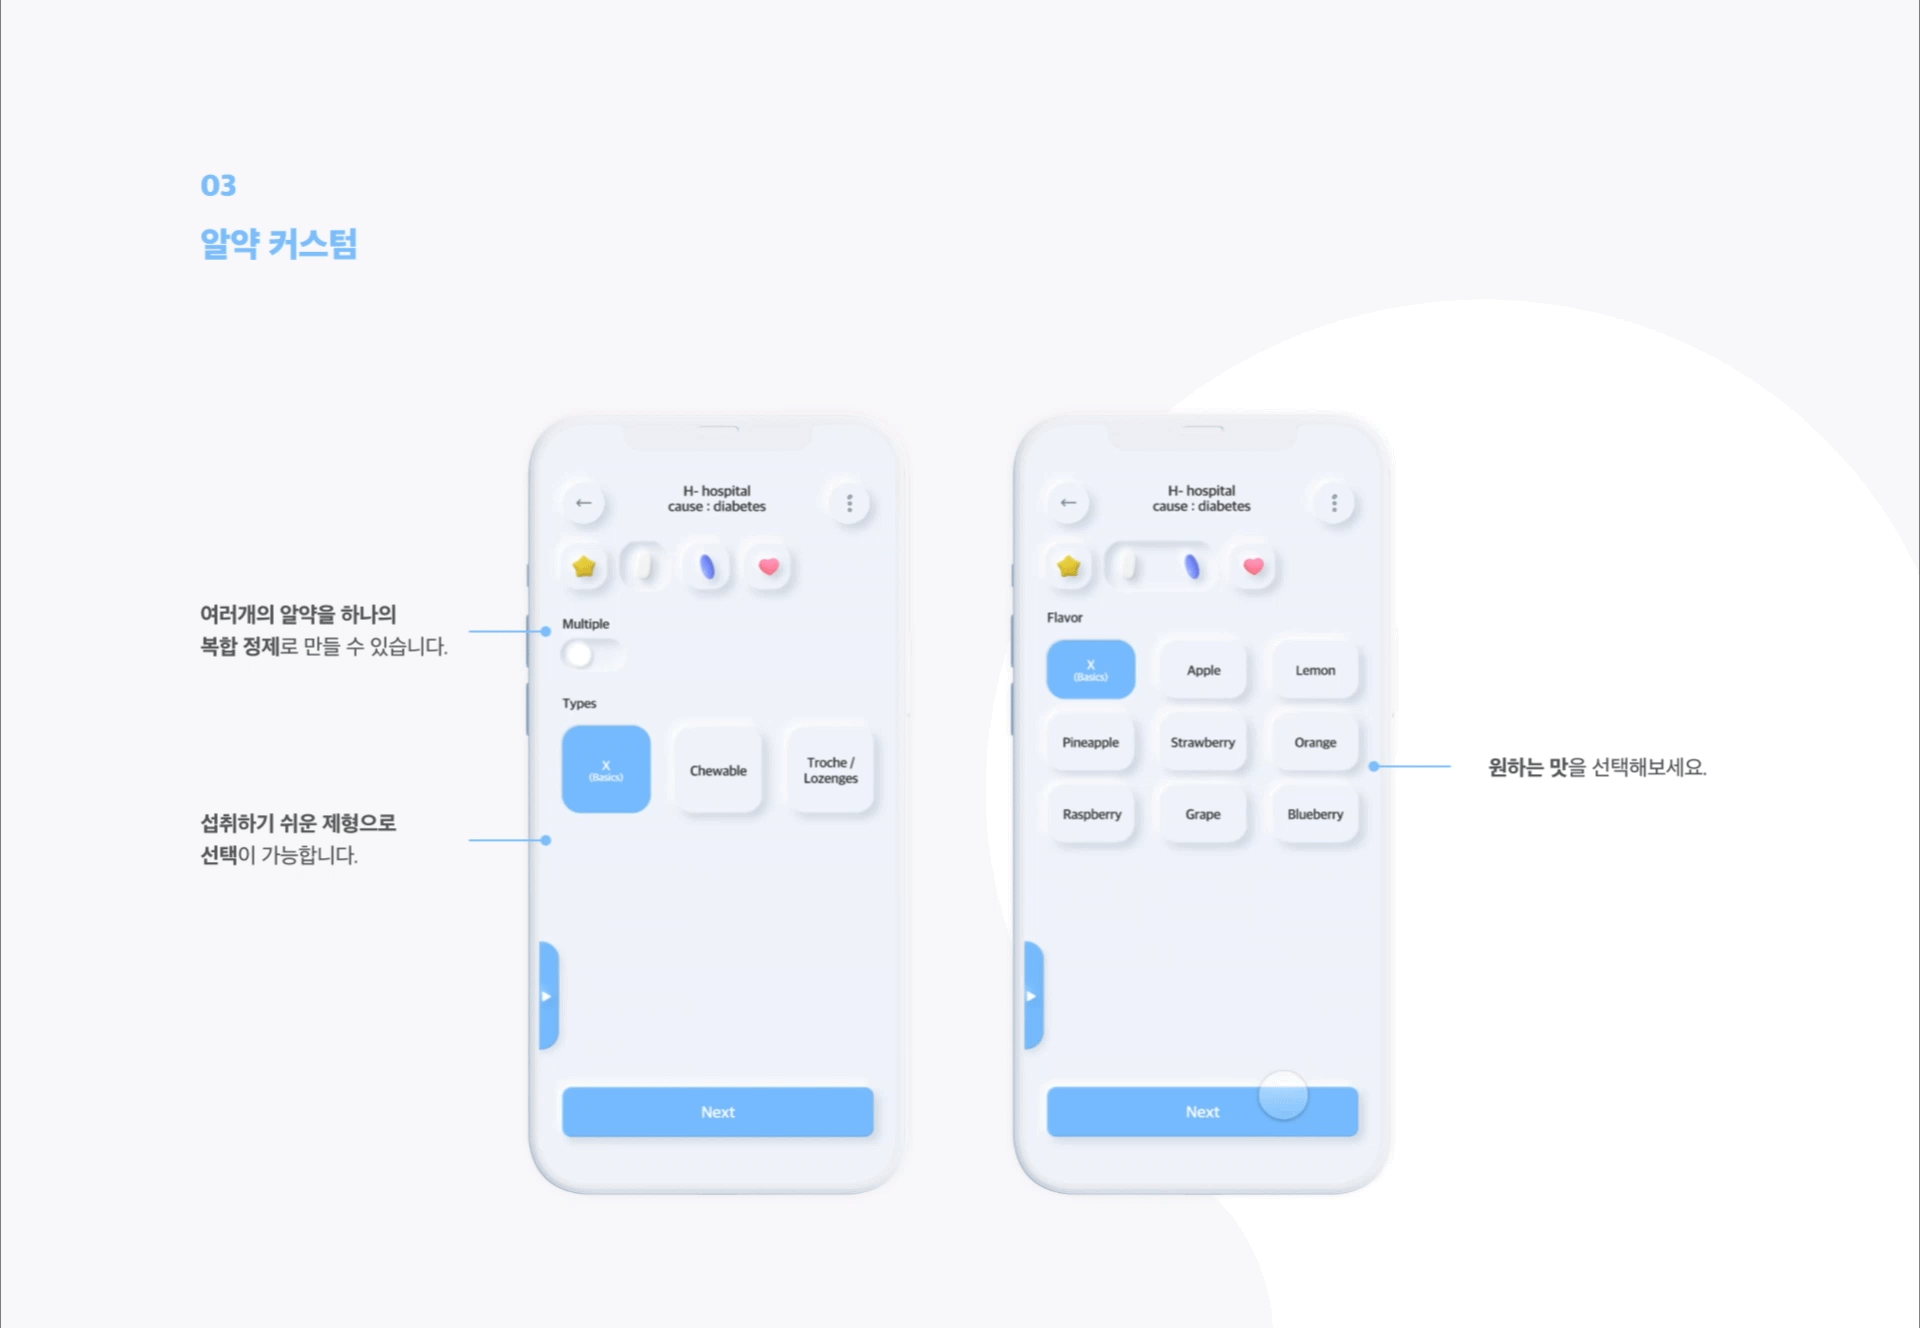 03
알약 커스텀
여러개의 알약을 하나의
복합 정제로 만들 수 있습니다.
섭취하기 쉬운 제형으로
선택이 가능합니다.
H- hospital
cause : diabetes
Multiple
Types
X
(Basics)
Chewable
Troche /
Lozenges
Next
H- hospital
cause : diabetes
Flavor
X
(Basics)
Apple
Lemon
Pineapple
Strawberry
Orange
Raspberry
Grape
Blueberry
Next
원하는 맛을 선택해보세요.